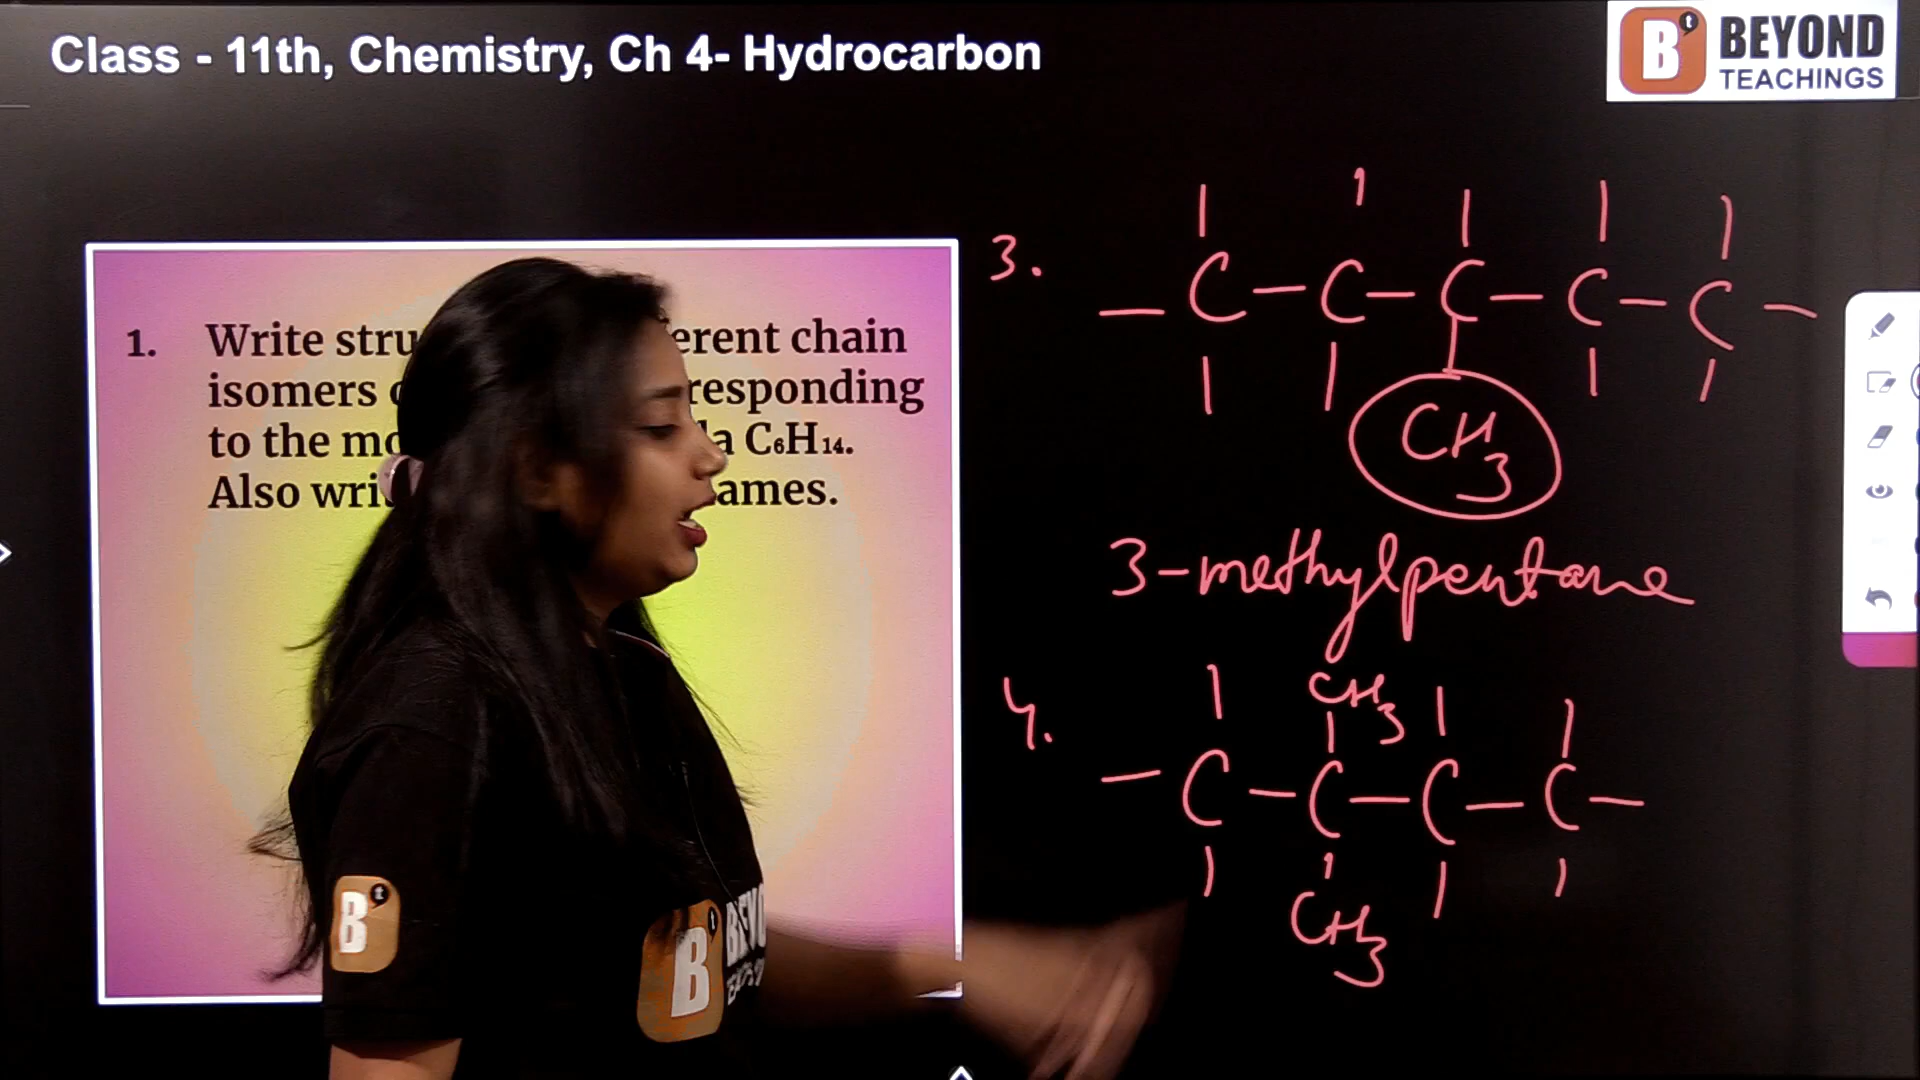 Class - 11th, Chemistry, Ch 4- Hydrocarbon
B t BEYOND
TEACHINGS
1. Write stru erent chain
isomers responding
to the mo a C₆H₁₄.
Also wri ames.
3.
C - C - C - C - C
CH3
3-methylpentane
4.
CH3
C - C - C - C
CH3
B t
B t